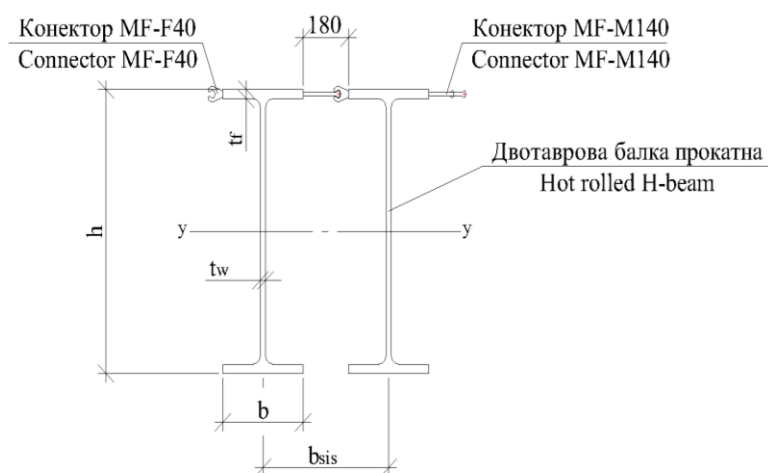 Конектор MF-F40
Connector MF-F40
180
Конектор MF-M140
Connector MF-M140
tf
Двотаврова балка прокатна
Hot rolled H-beam
h
y
y
tw
b
bsis